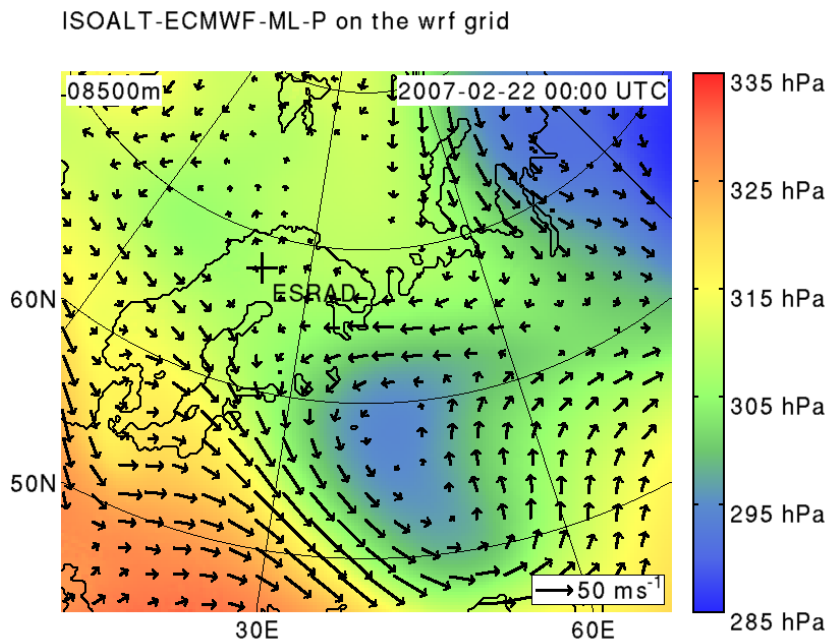 ISOALT-ECMWF-ML-P on the wrf grid
08500m
2007-02-22 00:00 UTC
335 hPa
325 hPa
60N
315 hPa
ESRAD
305 hPa
50N
295 hPa
50 ms⁻¹
285 hPa
30E
60E